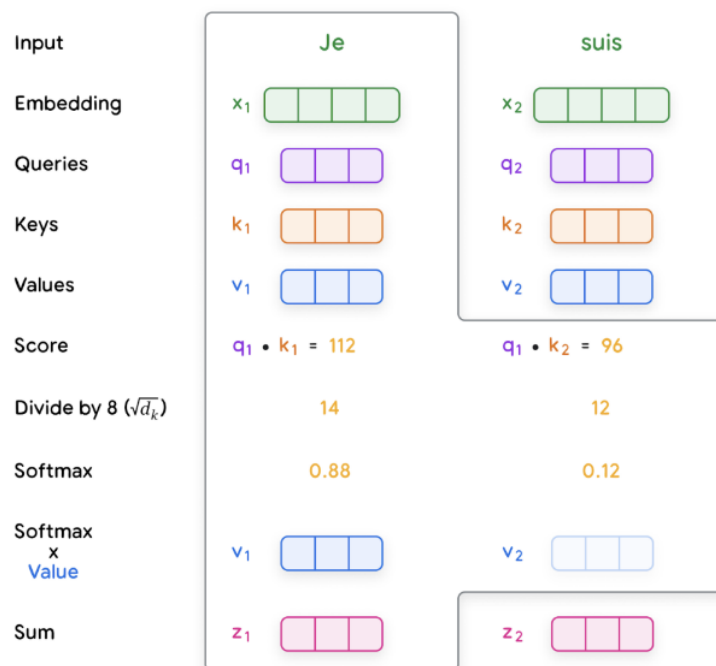 Input Je suis
Embedding x₁ x₂
Queries q₁ q₂
Keys k₁ k₂
Values v₁ v₂
Score q₁ • k₁ = 112 q₁ • k₂ = 96
Divide by 8 (√dₖ) 14 12
Softmax 0.88 0.12
Softmax
x
Value v₁ v₂
Sum z₁ z₂